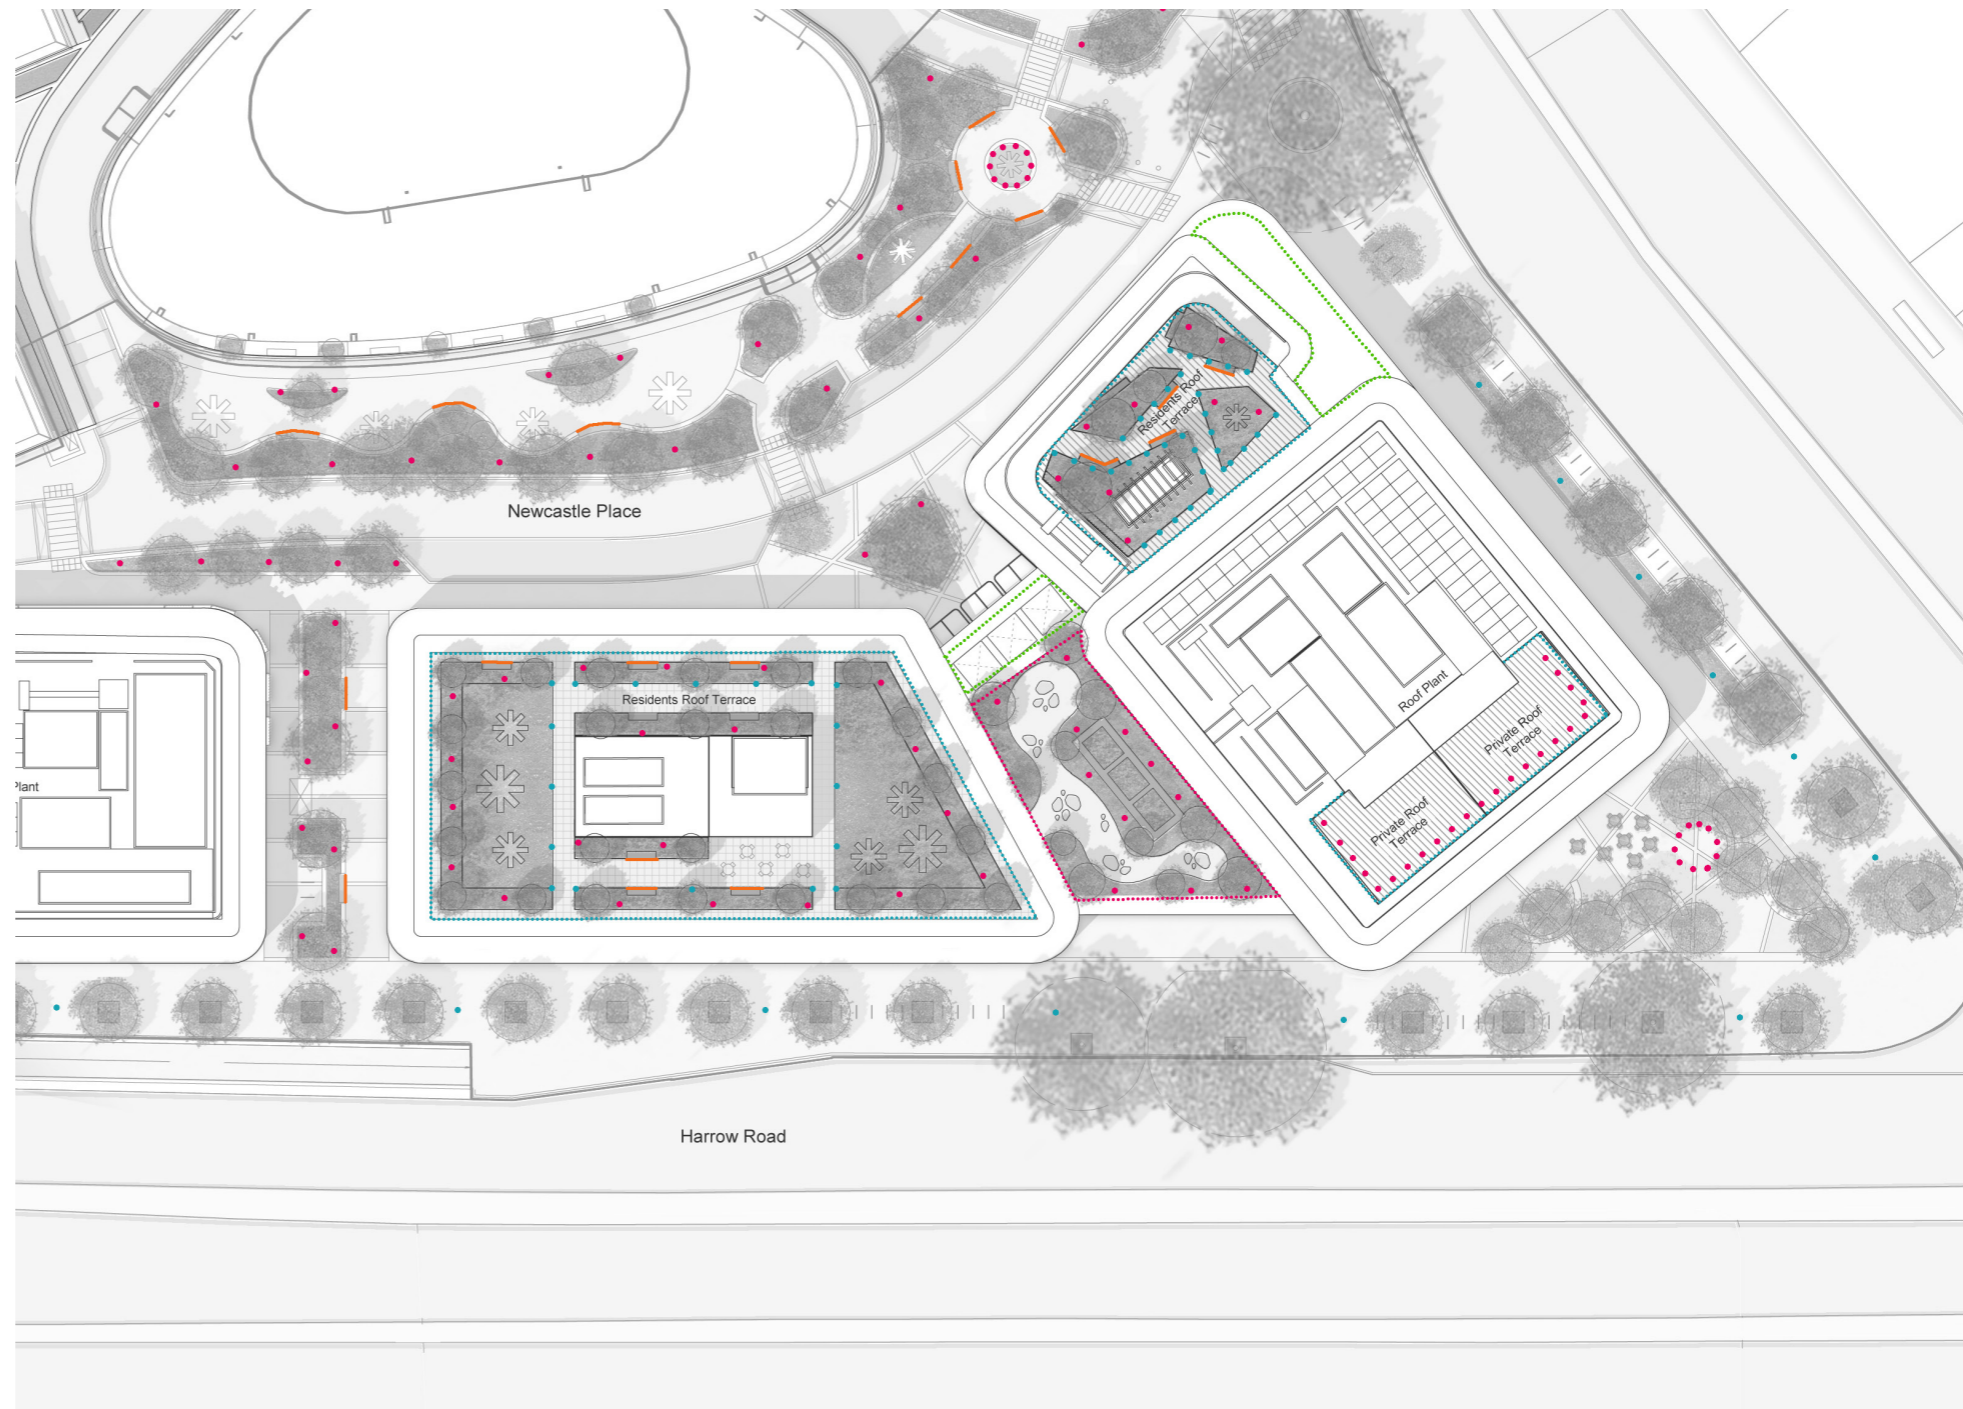 Residents Roof
Terrace
Newcastle Place
Residents Roof Terrace
Roof Plant
Private Roof
Terrace
Private Roof
Terrace
Plant
Harrow Road